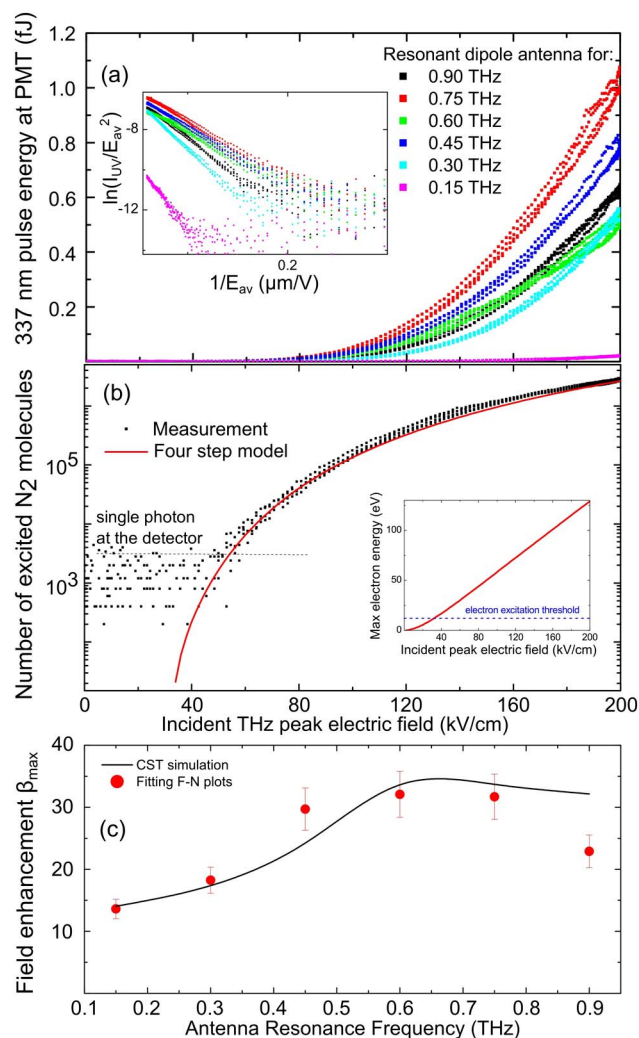 1.2
1.0
0.8
0.6
0.4
0.2
337 nm pulse energy at PMT (fJ)
(a)
Resonant dipole antenna for:
0.90 THz
0.75 THz
0.60 THz
0.45 THz
0.30 THz
0.15 THz
-8
-12
ln(I_UV/E_av^2)
0.2
1/E_av (µm/V)
(b)
Measurement
Four step model
10^5
10^3
Number of excited N_2 molecules
single photon
at the detector
100
50
0
Max electron energy (eV)
electron excitation threshold
0 40 80 120 160 200
Incident peak electric field (kV/cm)
0 40 80 120 160 200
Incident THz peak electric field (kV/cm)
40
30
20
10
Field enhancement β_max
CST simulation
Fitting F-N plots
(c)
0.1 0.2 0.3 0.4 0.5 0.6 0.7 0.8 0.9
Antenna Resonance Frequency (THz)